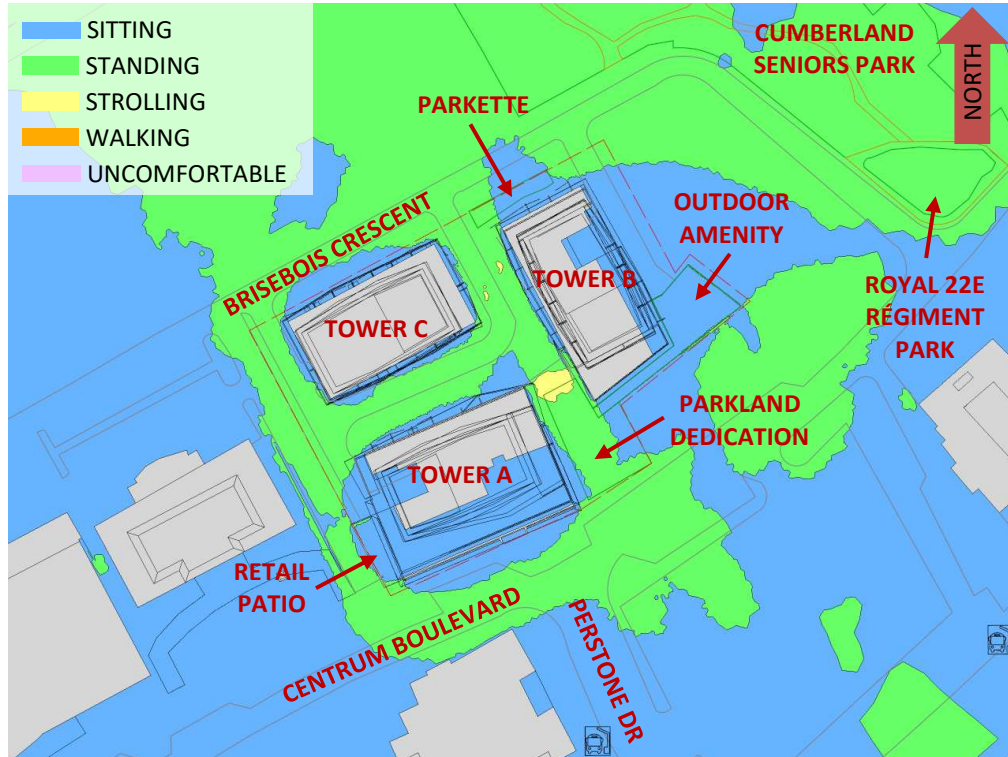 SITTING
STANDING
STROLLING
WALKING
UNCOMFORTABLE
CUMBERLAND
SENIORS PARK
NORTH
PARKETTE
OUTDOOR
AMENITY
BRISEBOIS CRESCENT
TOWER B
TOWER C
ROYAL 22E
RÉGIMENT
PARK
PARKLAND
DEDICATION
TOWER A
RETAIL
PATIO
CENTRUM BOULEVARD
PERSTONE DR